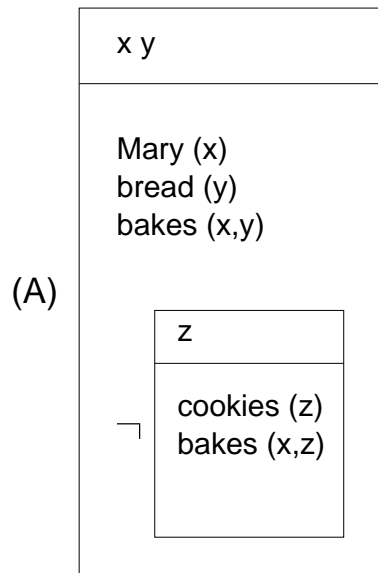 x y
Mary (x)
bread (y)
bakes (x,y)
(A)
z
cookies (z)
¬
bakes (x,z)